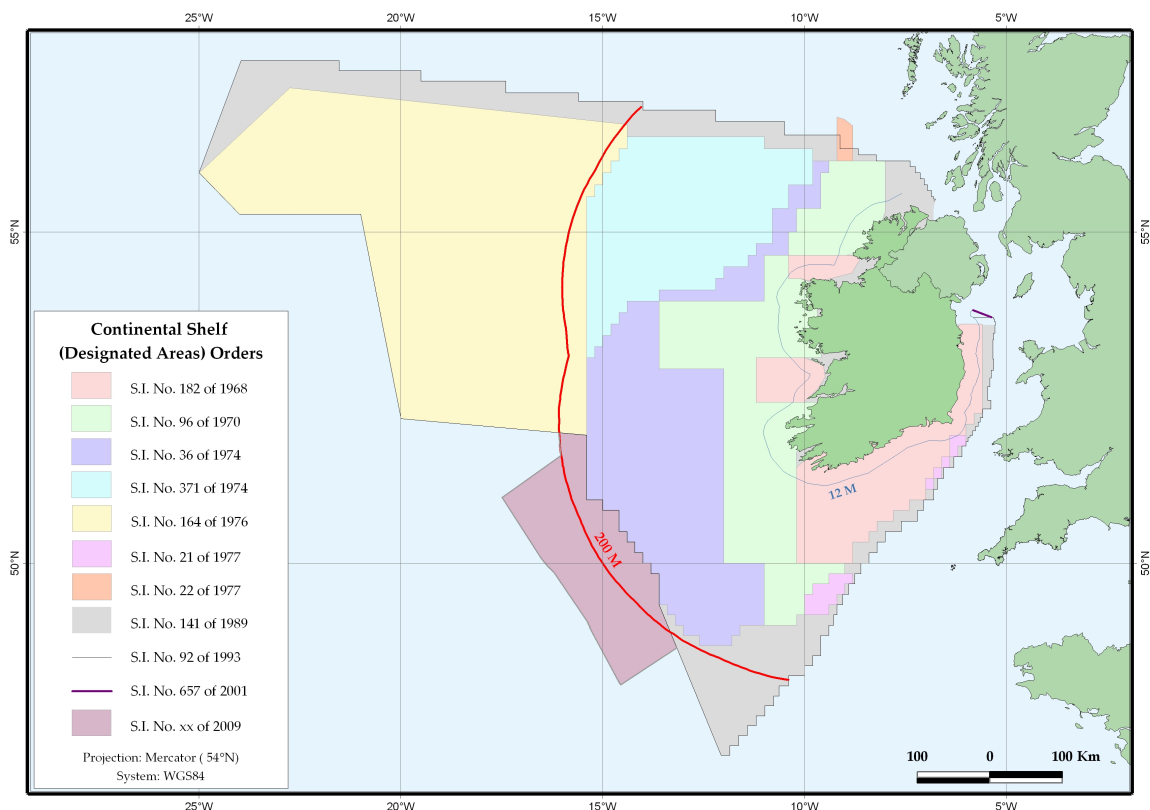 25°W 20°W 15°W 10°W 5°W
55°N 55°N
Continental Shelf
(Designated Areas) Orders
S.I. No. 182 of 1968
S.I. No. 96 of 1970
S.I. No. 36 of 1974
S.I. No. 371 of 1974
S.I. No. 164 of 1976
S.I. No. 21 of 1977
S.I. No. 22 of 1977
S.I. No. 141 of 1989
S.I. No. 92 of 1993
S.I. No. 657 of 2001
S.I. No. xx of 2009
Projection: Mercator ( 54°N)
System: WGS84
12 M
200 M
50°N 50°N
100 0 100 Km
25°W 20°W 15°W 10°W 5°W